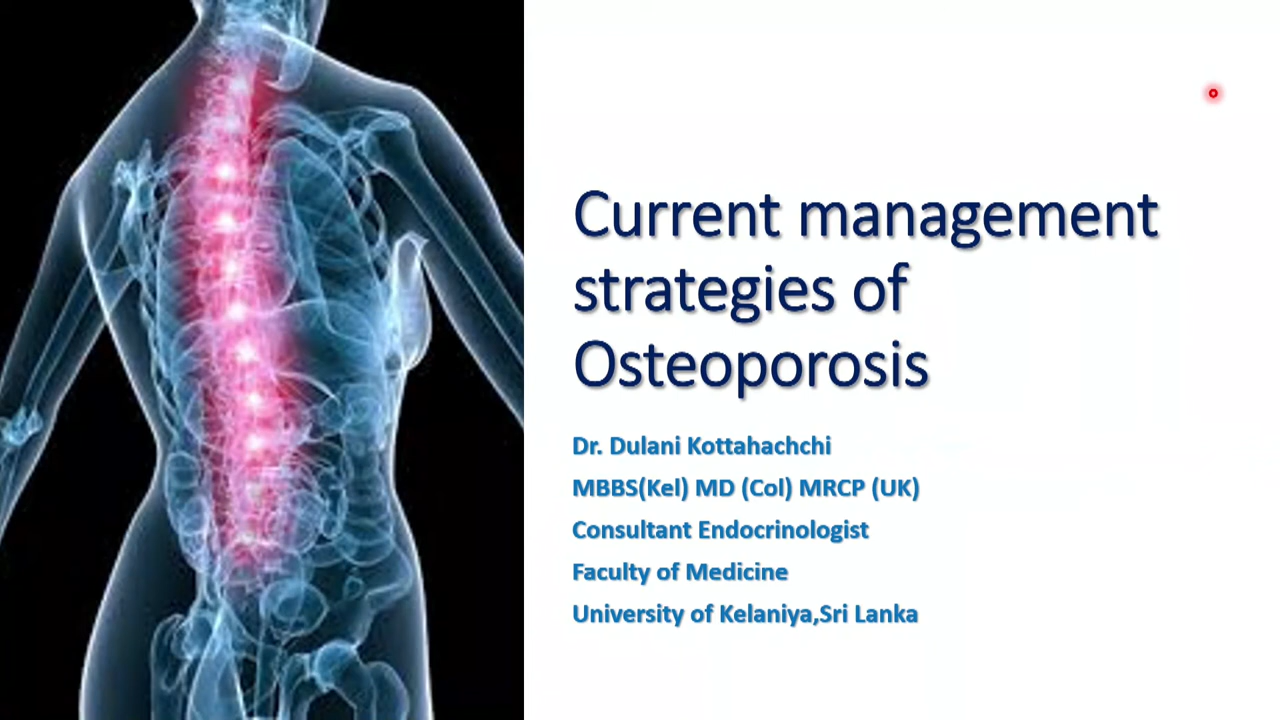 Current management
strategies of
Osteoporosis
Dr. Dulani Kottahachchi
MBBS(Kel) MD (Col) MRCP (UK)
Consultant Endocrinologist
Faculty of Medicine
University of Kelaniya,Sri Lanka